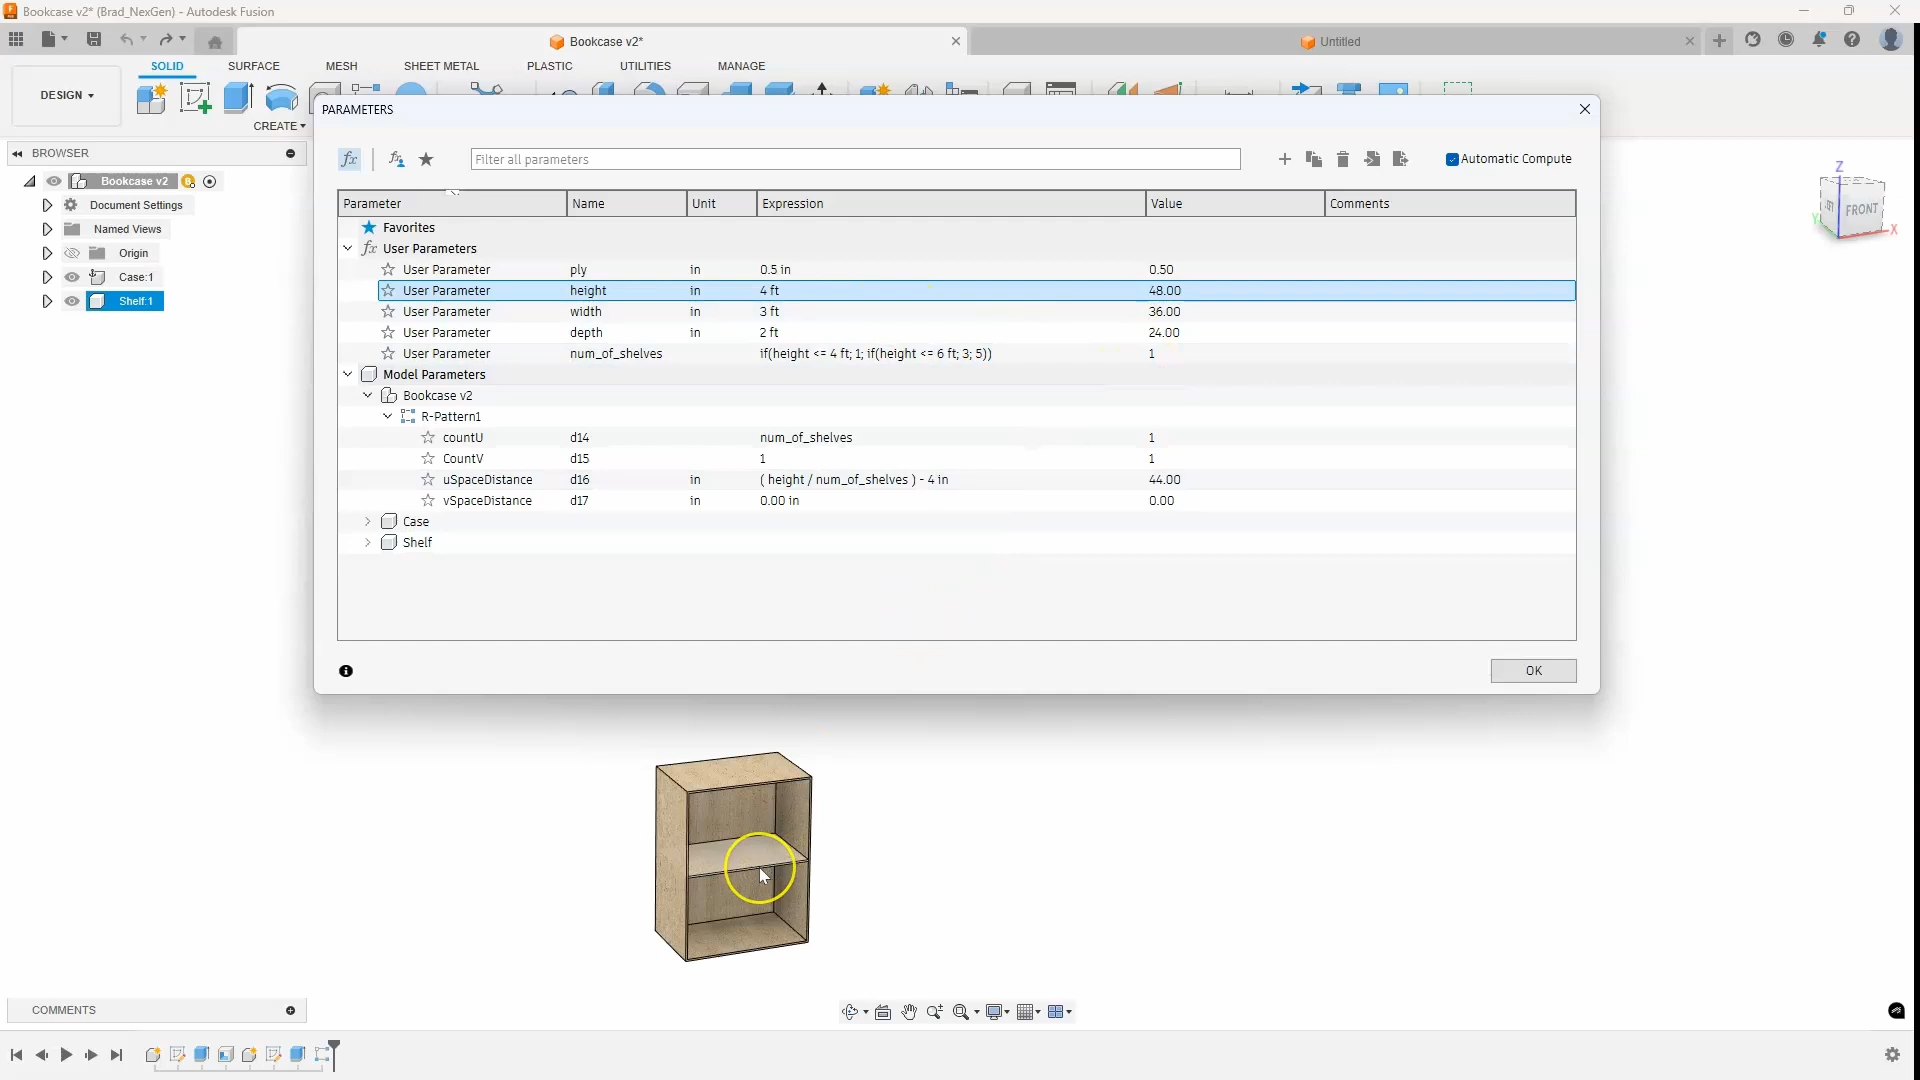 Bookcase v2* (Brad_NexGen) - Autodesk Fusion
Bookcase v2*
Untitled
DESIGN
SOLID
SURFACE
MESH
SHEET METAL
PLASTIC
UTILITIES
MANAGE
CREATE
BROWSER
Bookcase v2
Document Settings
Named Views
Origin
Case:1
Shelf:1
PARAMETERS
fx
Filter all parameters
Automatic Compute
Parameter Name Unit Expression Value Comments
Favorites
fx User Parameters
User Parameter ply in 0.5 in 0.50
User Parameter height in 4 ft 48.00
User Parameter width in 3 ft 36.00
User Parameter depth in 2 ft 24.00
User Parameter num_of_shelves if(height <= 4 ft; 1; if(height <= 6 ft; 3; 5)) 1
Model Parameters
Bookcase v2
R-Pattern1
countU d14 num_of_shelves 1
CountV d15 1 1
uSpaceDistance d16 in ( height / num_of_shelves ) - 4 in 44.00
vSpaceDistance d17 in 0.00 in 0.00
Case
Shelf
OK
Z
FRONT
X
COMMENTS